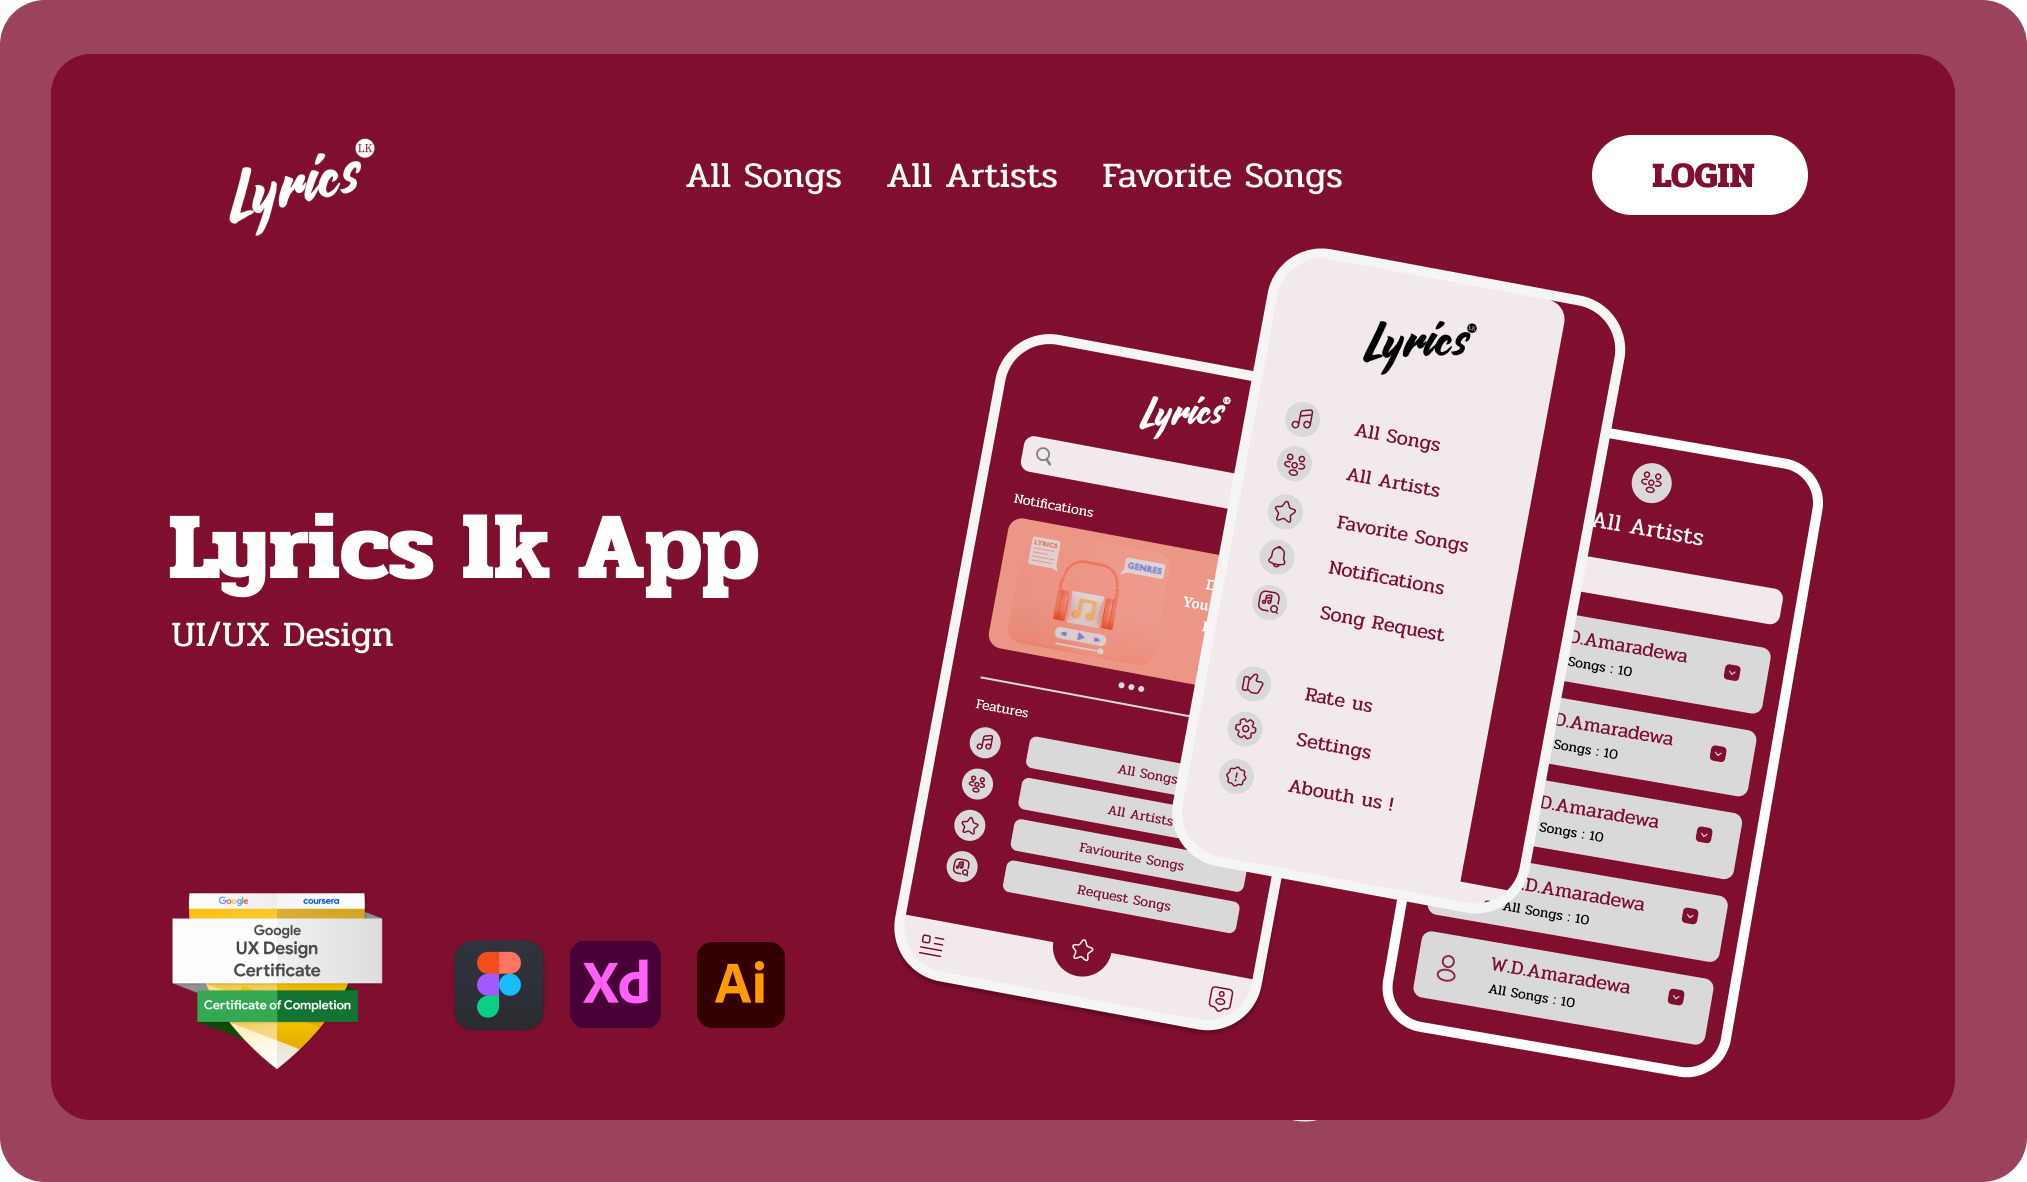 Lyrics LK
All Songs All Artists Favorite Songs
LOGIN
Lyrics lk App
UI/UX Design
Google coursera
Google
UX Design
Certificate
Certificate of Completion
Xd
Ai
Lyrics
Notifications
LYRICS
GENRES
You
Features
All Songs
All Artists
Faviourite Songs
Request Songs
Lyrics
All Songs
All Artists
Favorite Songs
Notifications
Song Request
Rate us
Settings
Abouth us !
All Artists
D.Amaradewa
Songs : 10
D.Amaradewa
Songs : 10
D.Amaradewa
Songs : 10
.D.Amaradewa
All Songs : 10
W.D.Amaradewa
All Songs : 10